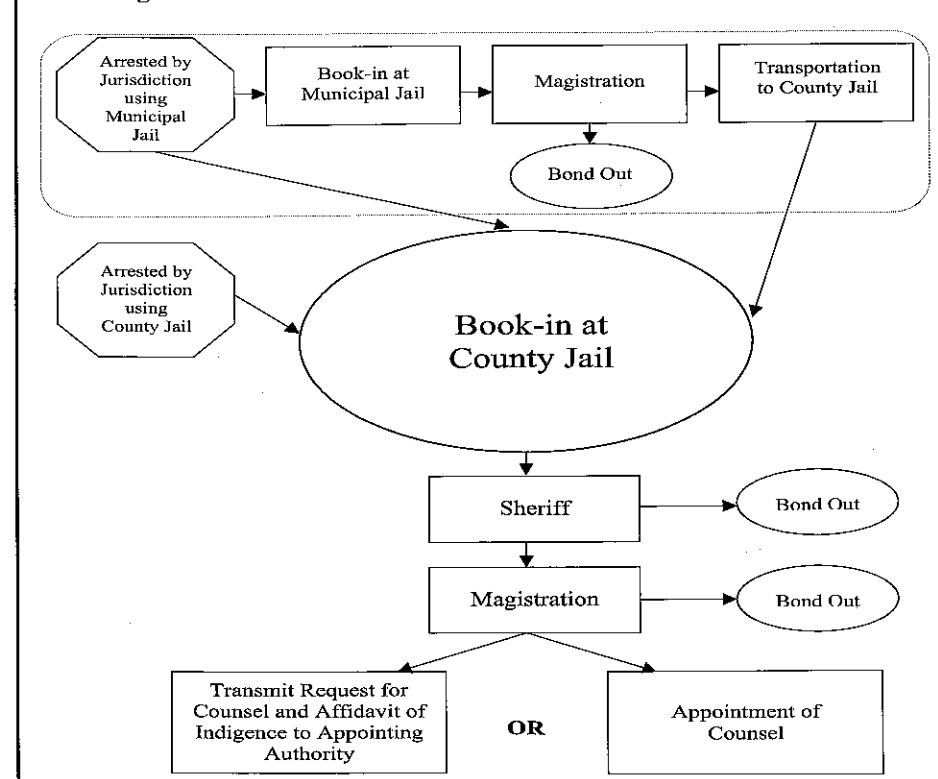 Arrested by
Jurisdiction
using
Municipal
Jail
Book-in at
Municipal Jail
Magistration
Transportation
to County Jail
Bond Out
Arrested by
Jurisdiction
using
County Jail
Book-in at
County Jail
Sheriff
Bond Out
Magistration
Bond Out
Transmit Request for
Counsel and Affidavit of
Indigence to Appointing
Authority
OR
Appointment of
Counsel